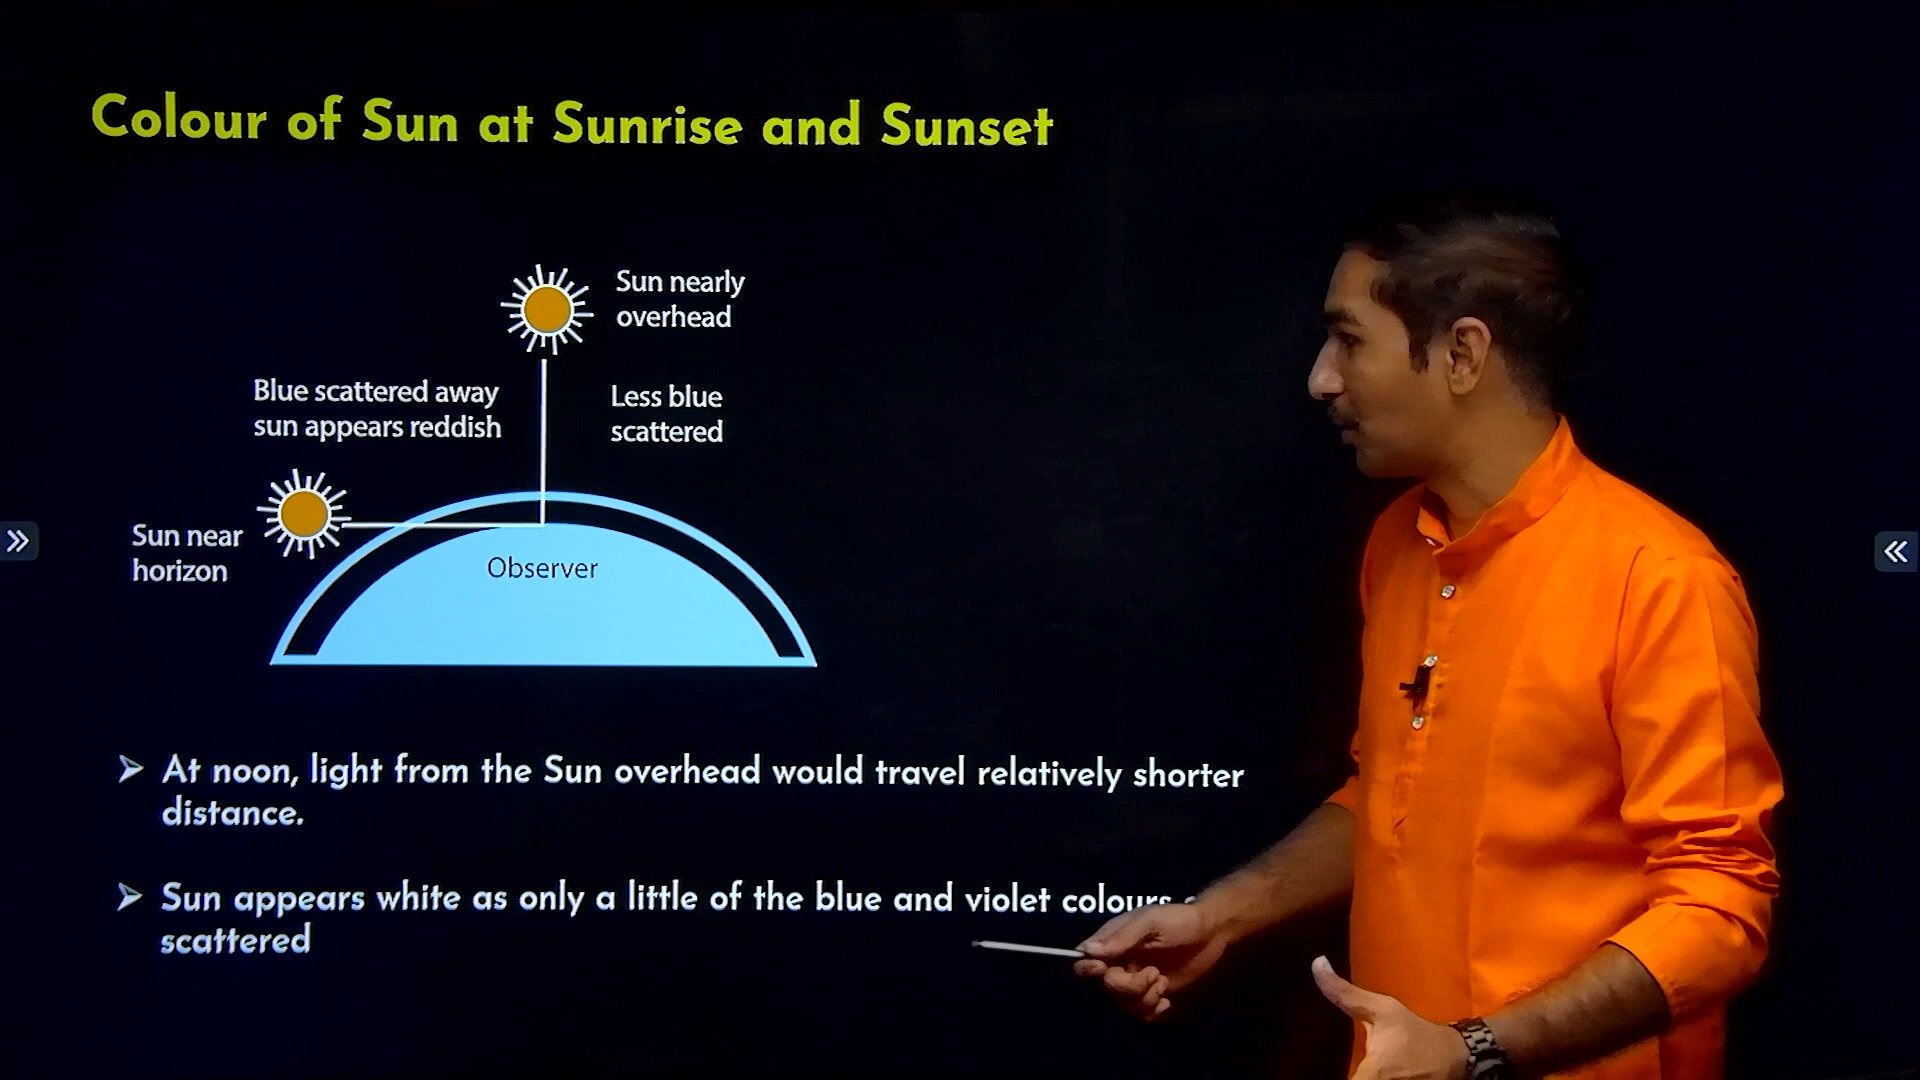 Colour of Sun at Sunrise and Sunset
Sun nearly
overhead
Blue scattered away
sun appears reddish
Less blue
scattered
Sun near
horizon
Observer
➤ At noon, light from the Sun overhead would travel relatively shorter
distance.
➤ Sun appears white as only a little of the blue and violet colours
scattered